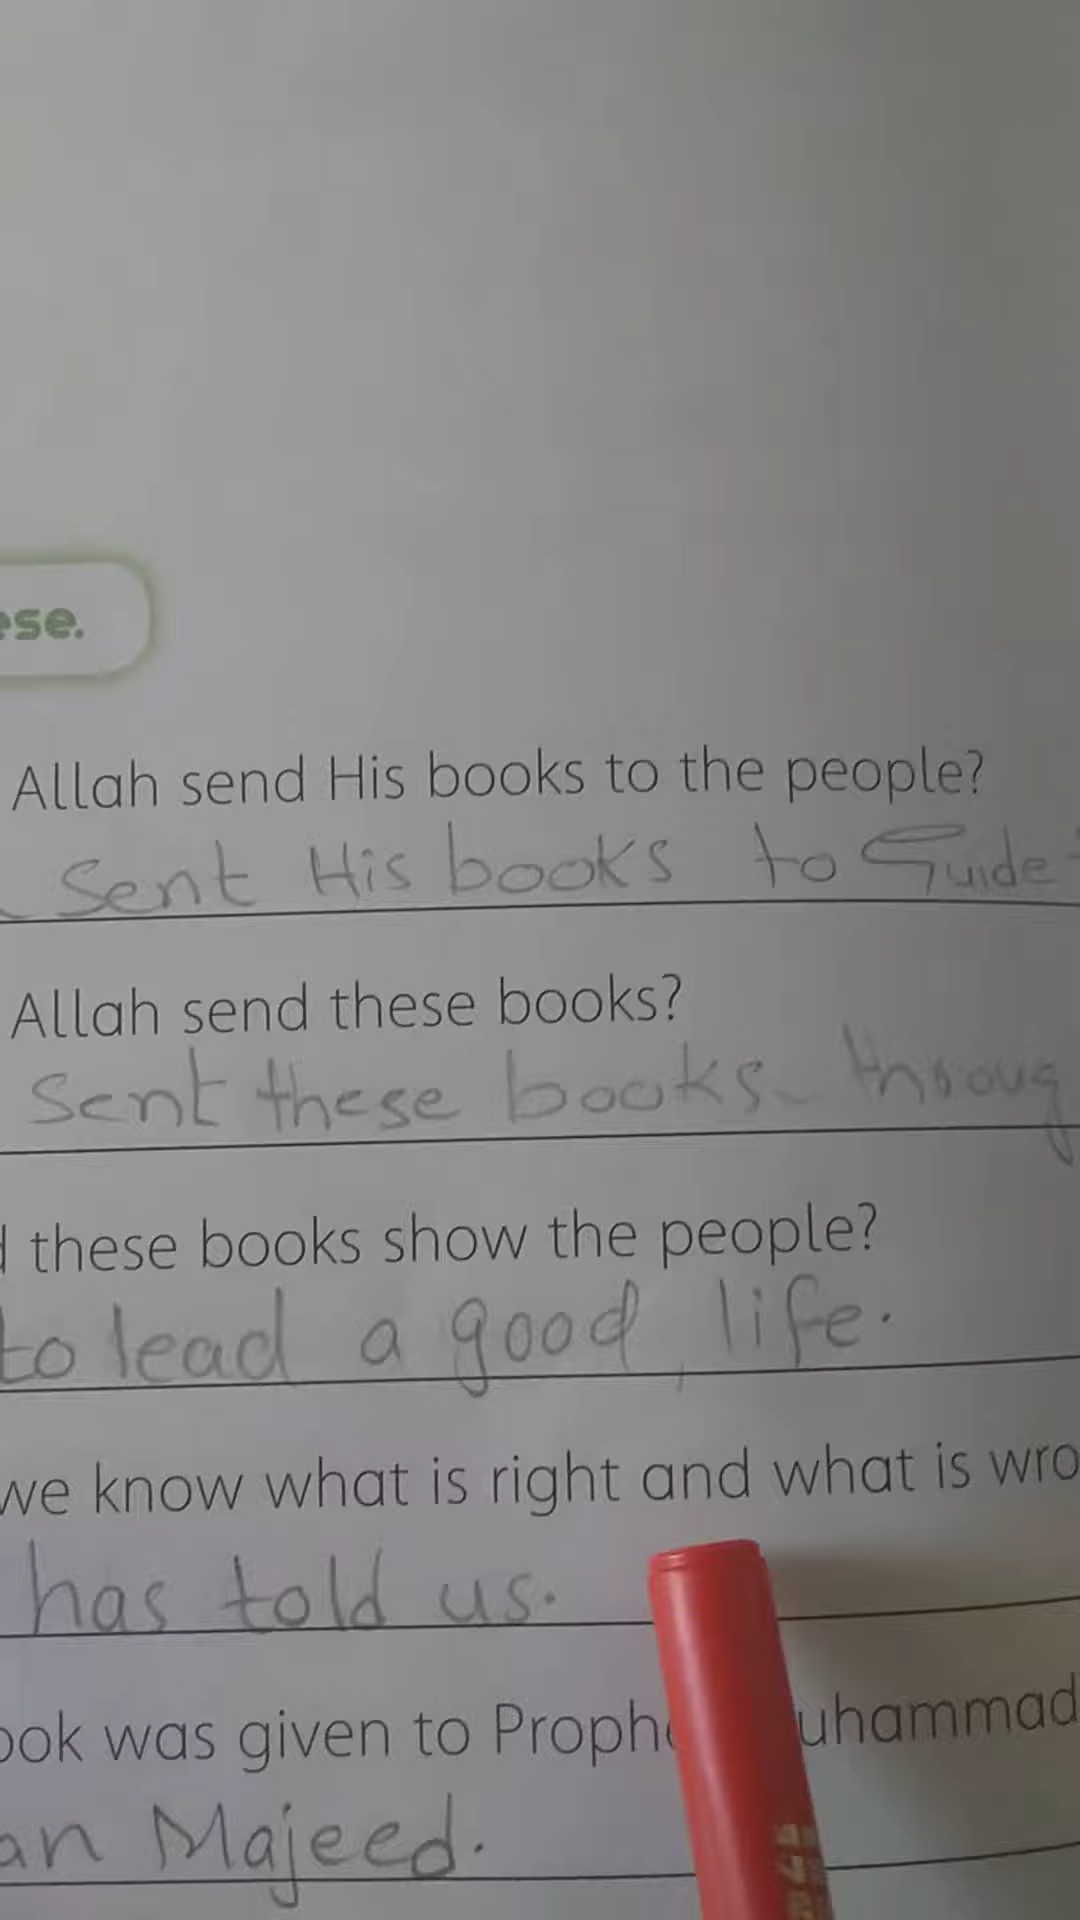 ese.
Allah send His books to the people?
Sent His books to Guide
Allah send these books?
Sent these books throug
these books show the people?
to lead a good life.
we know what is right and what is wro
has told us.
ook was given to Prophe uhammad
an Majeed.